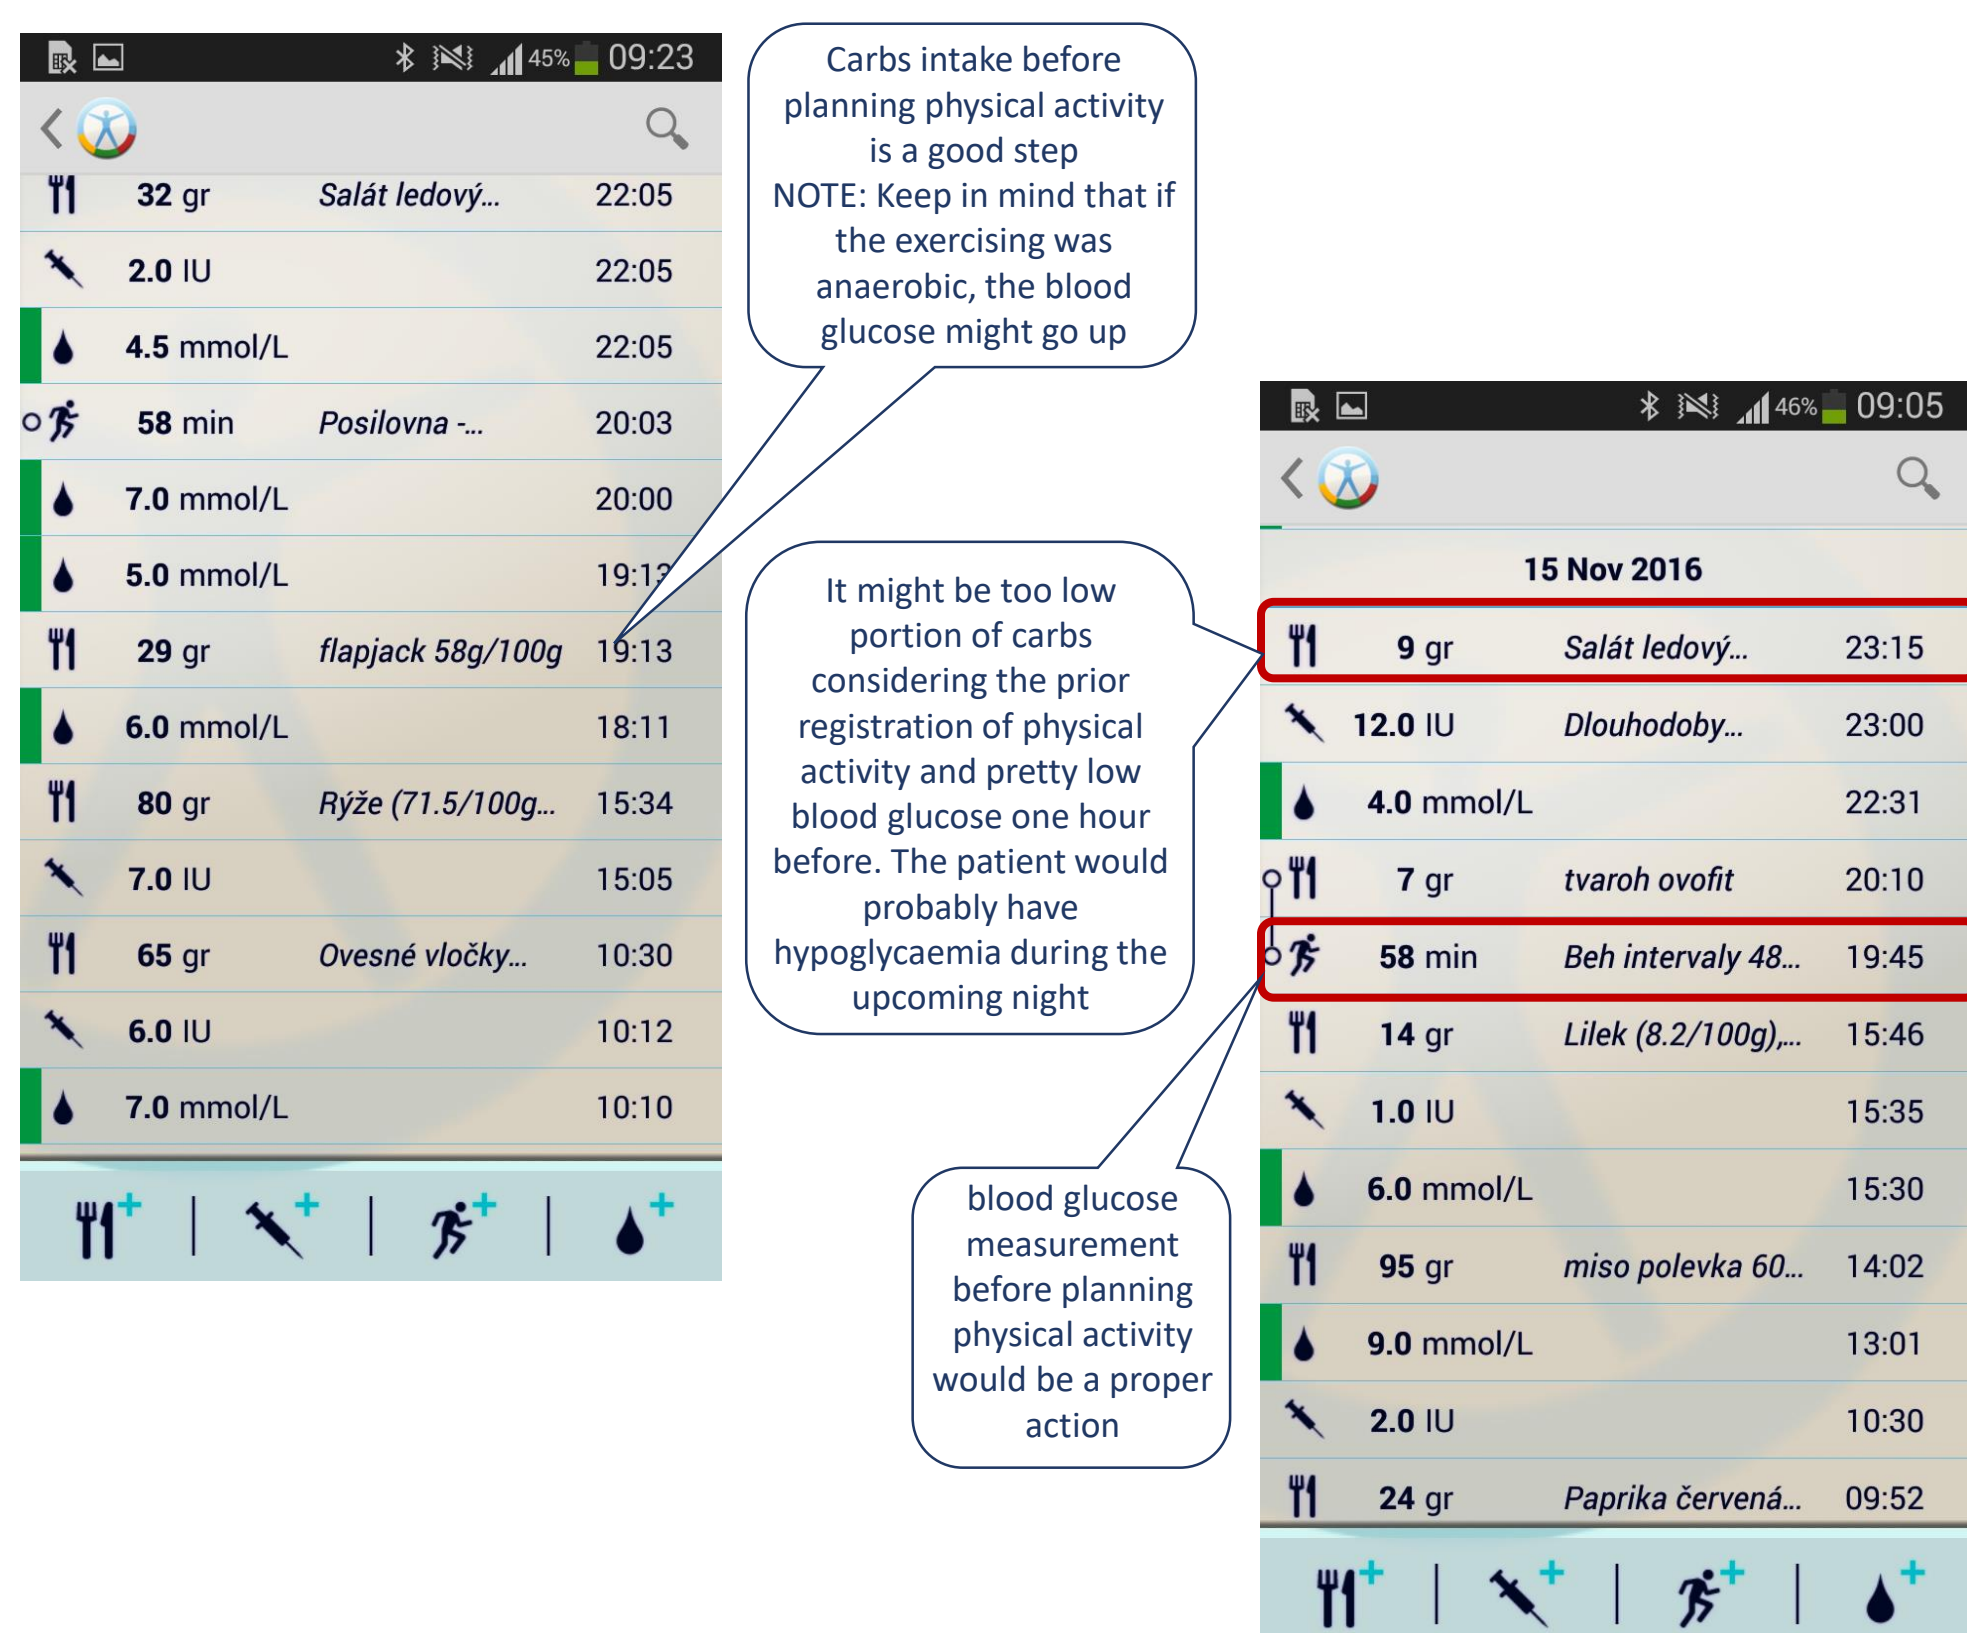 45% 09:23
32 gr Salát ledový... 22:05
2.0 IU 22:05
4.5 mmol/L 22:05
58 min Posilovna -... 20:03
7.0 mmol/L 20:00
5.0 mmol/L 19:13
29 gr flapjack 58g/100g 19:13
6.0 mmol/L 18:11
80 gr Rýže (71.5/100g... 15:34
7.0 IU 15:05
65 gr Ovesné vločky... 10:30
6.0 IU 10:12
7.0 mmol/L 10:10
Carbs intake before
planning physical activity
is a good step
NOTE: Keep in mind that if
the exercising was
anaerobic, the blood
glucose might go up
It might be too low
portion of carbs
considering the prior
registration of physical
activity and pretty low
blood glucose one hour
before. The patient would
probably have
hypoglycaemia during the
upcoming night
blood glucose
measurement
before planning
physical activity
would be a proper
action
46% 09:05
15 Nov 2016
9 gr Salát ledový... 23:15
12.0 IU Dlouhodoby... 23:00
4.0 mmol/L 22:31
7 gr tvaroh ovofit 20:10
58 min Beh intervaly 48... 19:45
14 gr Lilek (8.2/100g),... 15:46
1.0 IU 15:35
6.0 mmol/L 15:30
95 gr miso polevka 60... 14:02
9.0 mmol/L 13:01
2.0 IU 10:30
24 gr Paprika červená... 09:52